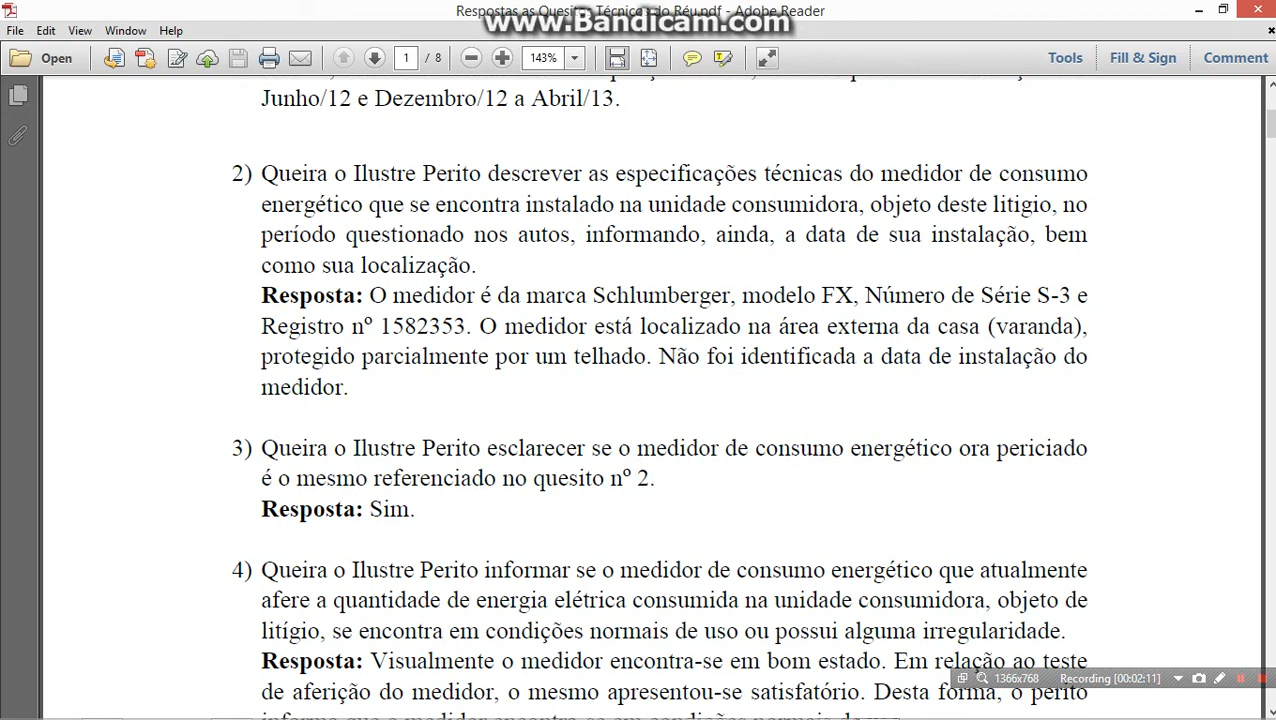 Respostas as Quesitos Técnicos do Réu.pdf - Adobe Reader
www.Bandicam.com
File Edit View Window Help
Open 1 / 8 143% Tools Fill & Sign Comment
Junho/12 e Dezembro/12 a Abril/13.
2) Queira o Ilustre Perito descrever as especificações técnicas do medidor de consumo
energético que se encontra instalado na unidade consumidora, objeto deste litigio, no
período questionado nos autos, informando, ainda, a data de sua instalação, bem
como sua localização.
Resposta: O medidor é da marca Schlumberger, modelo FX, Número de Série S-3 e
Registro nº 1582353. O medidor está localizado na área externa da casa (varanda),
protegido parcialmente por um telhado. Não foi identificada a data de instalação do
medidor.
3) Queira o Ilustre Perito esclarecer se o medidor de consumo energético ora periciado
é o mesmo referenciado no quesito nº 2.
Resposta: Sim.
4) Queira o Ilustre Perito informar se o medidor de consumo energético que atualmente
afere a quantidade de energia elétrica consumida na unidade consumidora, objeto de
litígio, se encontra em condições normais de uso ou possui alguma irregularidade.
Resposta: Visualmente o medidor encontra-se em bom estado. Em relação ao teste
1366x768 Recording [00:02:11]
de aferição do medidor, o mesmo apresentou-se satisfatório. Desta forma, o perito